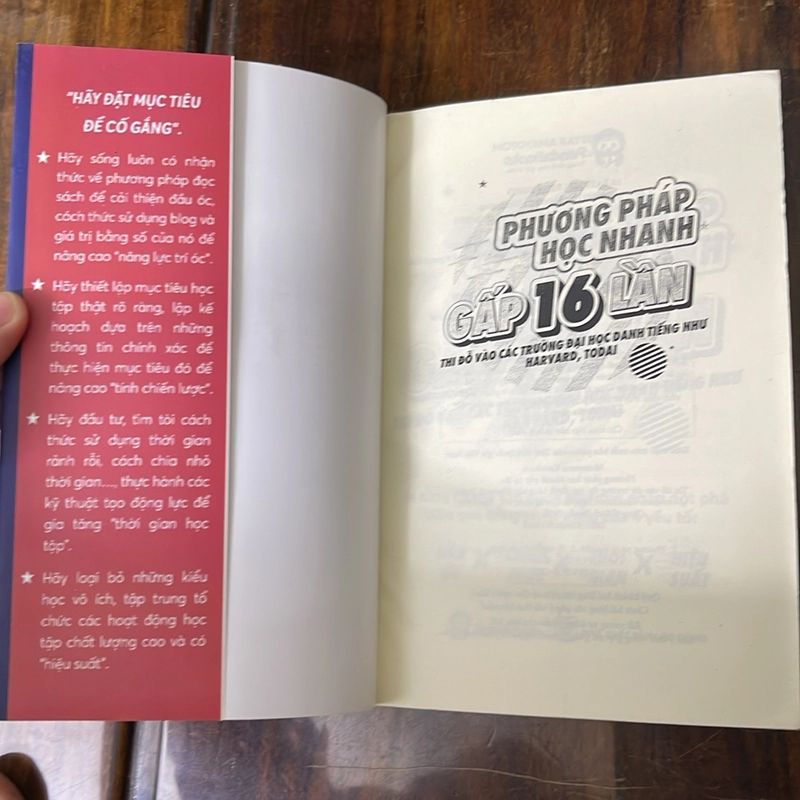 "HÃY ĐẶT MỤC TIÊU
ĐỂ CỐ GẮNG".
★ Hãy sống luôn có nhận
thức về phương pháp đọc
sách để cải thiện đầu óc,
cách thức sử dụng blog và
giá trị bằng số của nó để
nâng cao "năng lực trí óc".
★ Hãy thiết lập mục tiêu học
tập thật rõ ràng, lập kế
hoạch dựa trên những
thông tin chính xác để
thực hiện mục tiêu đó để
nâng cao "tính chiến lược".
★ Hãy đầu tư, tìm tòi cách
thức sử dụng thời gian
rảnh rỗi, cách chia nhỏ
thời gian...., thực hành các
kỹ thuật tạo động lực để
gia tăng "thời gian học
tập".
★ Hãy loại bỏ những kiểu
học vô ích, tập trung tổ
chức các hoạt động học
tập chất lượng cao và có
"hiệu suất".
PHƯƠNG PHÁP
HỌC NHANH
GẤP 16 LẦN
THI ĐỖ VÀO CÁC TRƯỜNG ĐẠI HỌC DANH TIẾNG NHƯ
HARVARD, TODAI